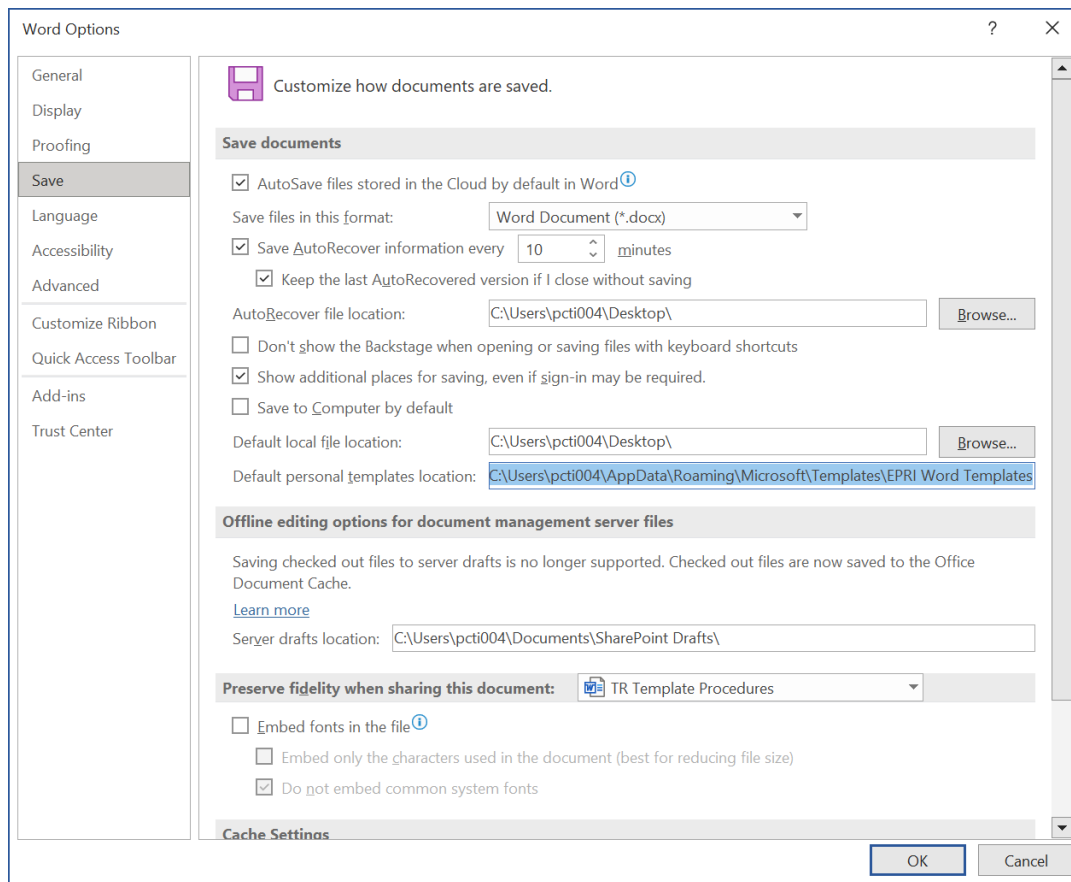 Word Options
?
General
Display
Proofing
Save
Language
Accessibility
Advanced
Customize Ribbon
Quick Access Toolbar
Add-ins
Trust Center
Customize how documents are saved.
Save documents
AutoSave files stored in the Cloud by default in Word
Save files in this format: Word Document (*.docx)
Save AutoRecover information every 10 minutes
Keep the last AutoRecovered version if I close without saving
AutoRecover file location: C:\Users\pcti004\Desktop\ Browse...
Don't show the Backstage when opening or saving files with keyboard shortcuts
Show additional places for saving, even if sign-in may be required.
Save to Computer by default
Default local file location: C:\Users\pcti004\Desktop\ Browse...
Default personal templates location: C:\Users\pcti004\AppData\Roaming\Microsoft\Templates\EPRI Word Templates
Offline editing options for document management server files
Saving checked out files to server drafts is no longer supported. Checked out files are now saved to the Office
Document Cache.
Learn more
Server drafts location: C:\Users\pcti004\Documents\SharePoint Drafts\
Preserve fidelity when sharing this document: TR Template Procedures
Embed fonts in the file
Embed only the characters used in the document (best for reducing file size)
Do not embed common system fonts
Cache Settings
OK Cancel